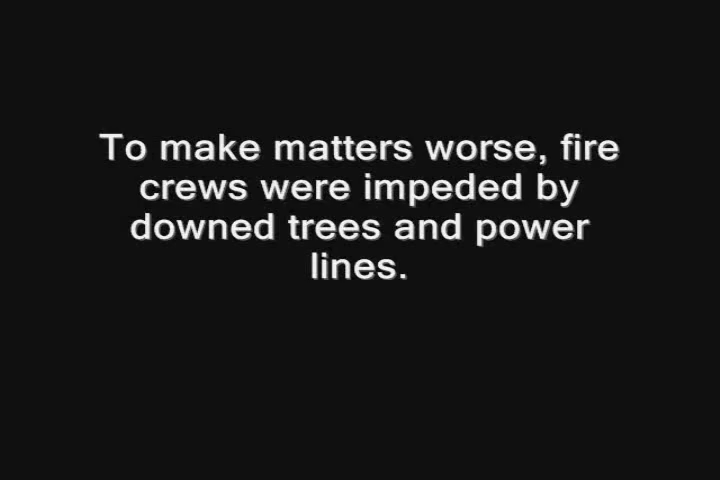 To make matters worse, fire
crews were impeded by
downed trees and power
lines.